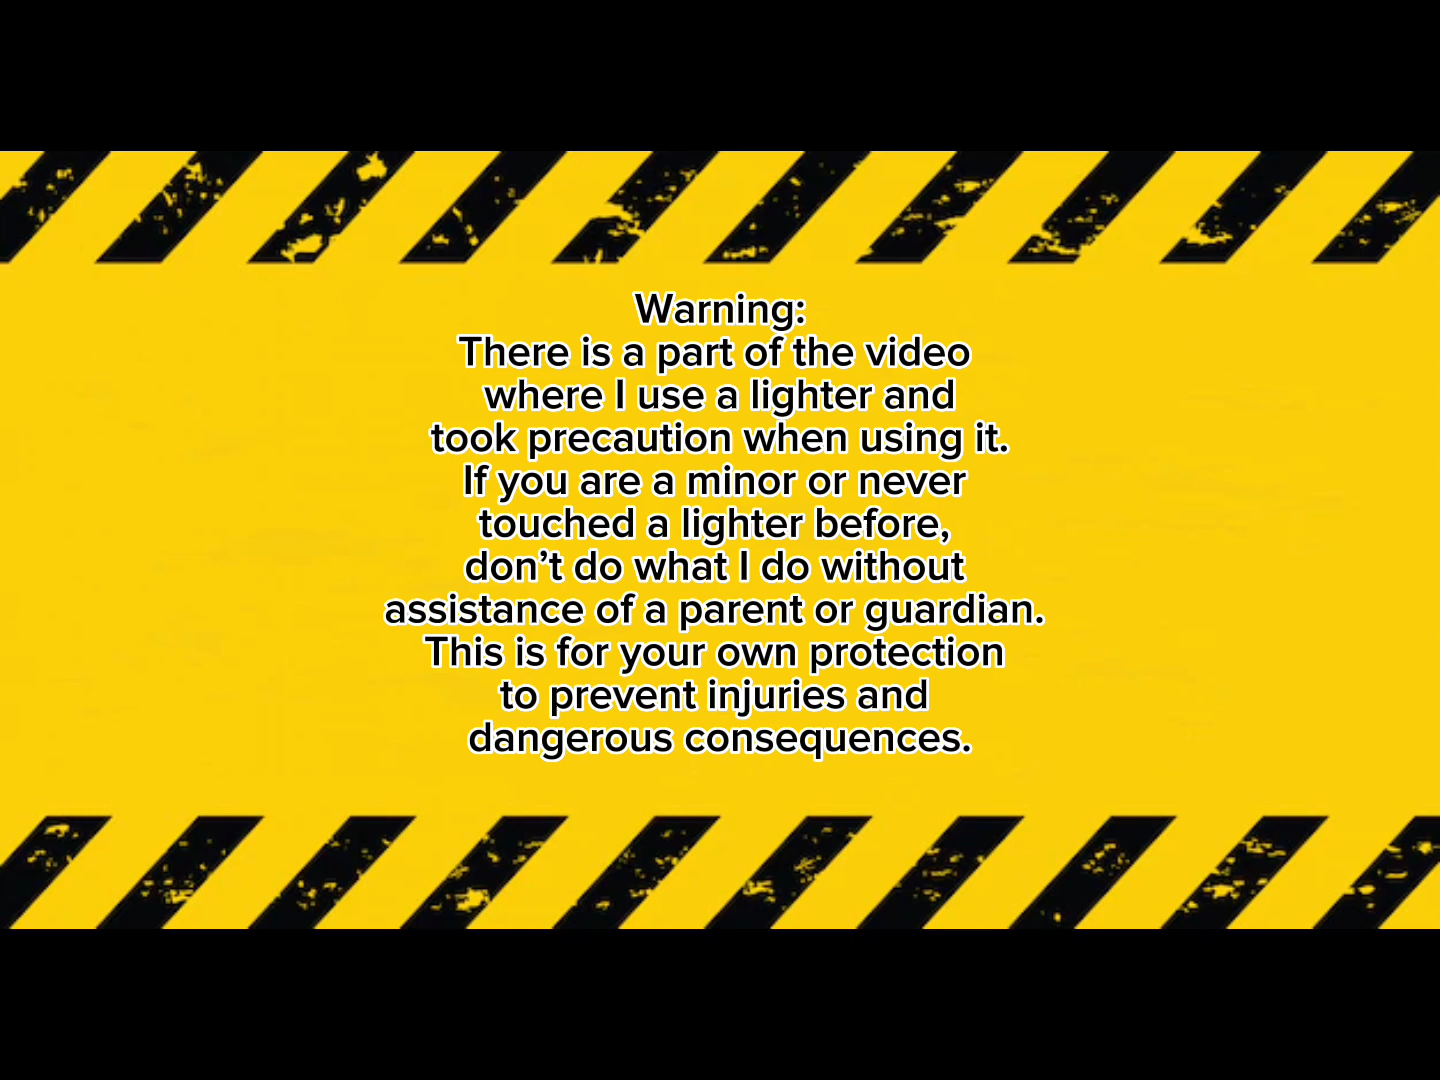 Warning:
There is a part of the video
where I use a lighter and
took precaution when using it.
If you are a minor or never
touched a lighter before,
don’t do what I do without
assistance of a parent or guardian.
This is for your own protection
to prevent injuries and
dangerous consequences.